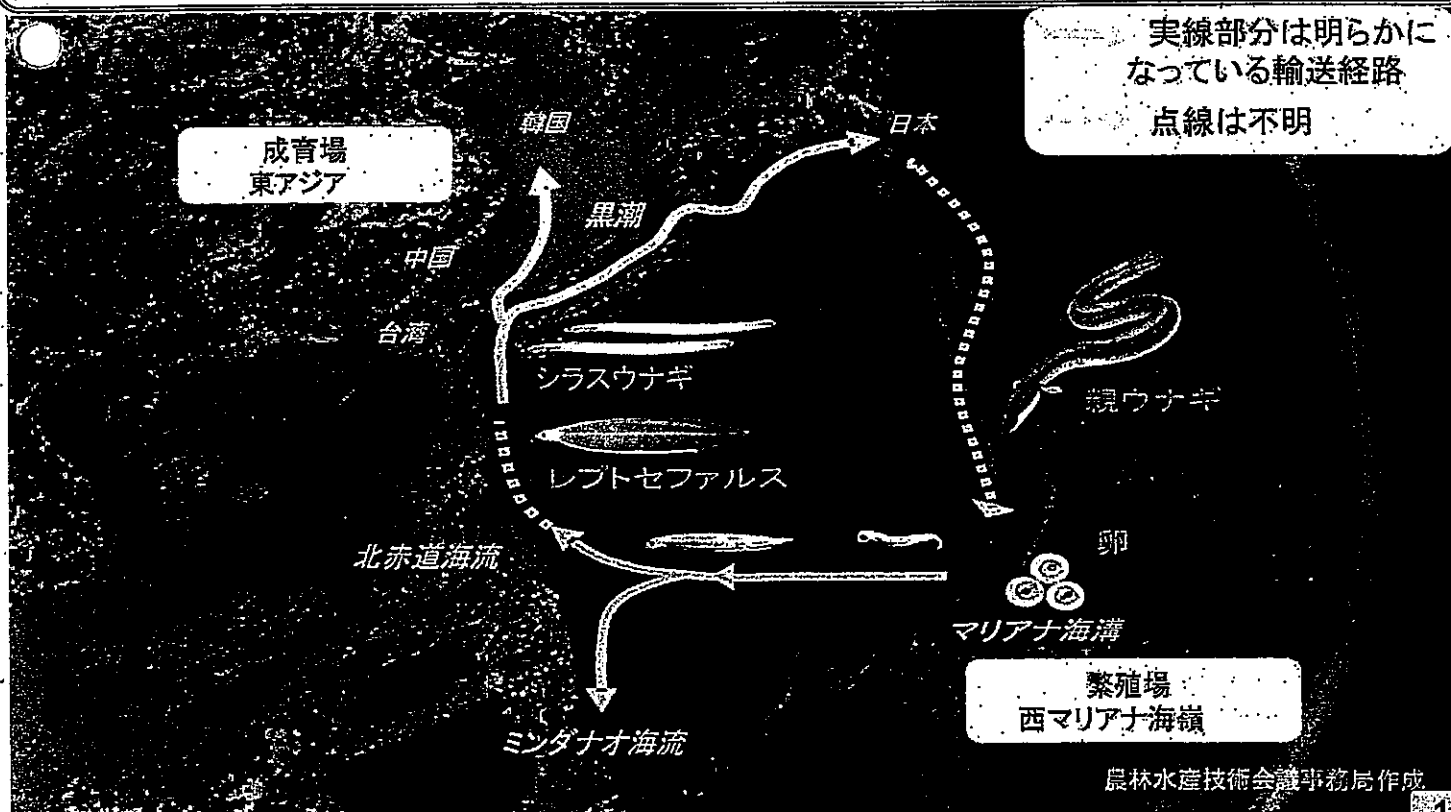 実線部分は明らかに
なっている輸送経路
点線は不明
成育場
東アジア
韓国
日本
黒潮
中国
台湾
シラスウナギ
親ウナギ
レプトセファルス
北赤道海流
卵
マリアナ海溝
繁殖場
西マリアナ海嶺
ミンダナオ海流
農林水産技術会議事務局作成